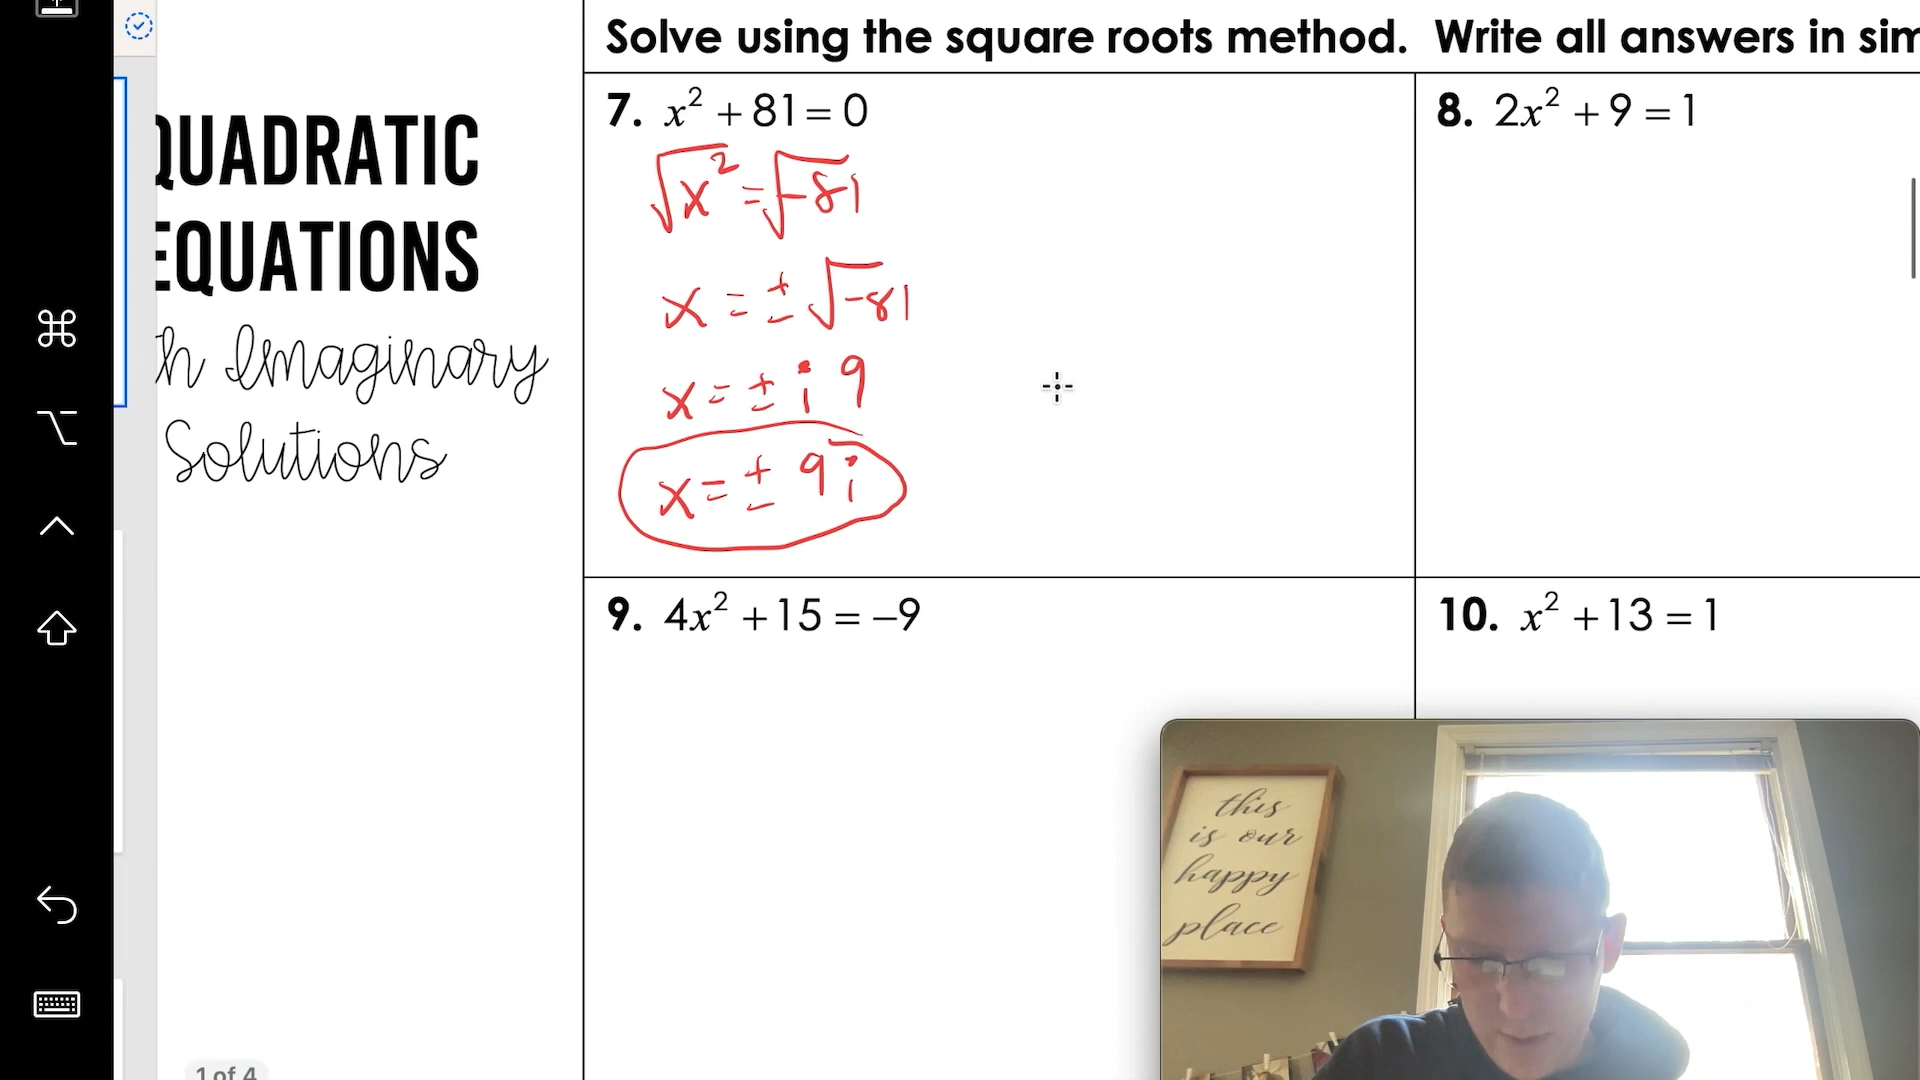 Solve using the square roots method. Write all answers in sim
QUADRATIC
EQUATIONS
h Imaginary
Solutions
7. x² + 81 = 0
√x² = √-81
x = ± √-81
x = ± i 9
x = ± 9i
8. 2x² + 9 = 1
9. 4x² + 15 = −9
10. x² + 13 = 1
this
is our
happy
place
1 of 4